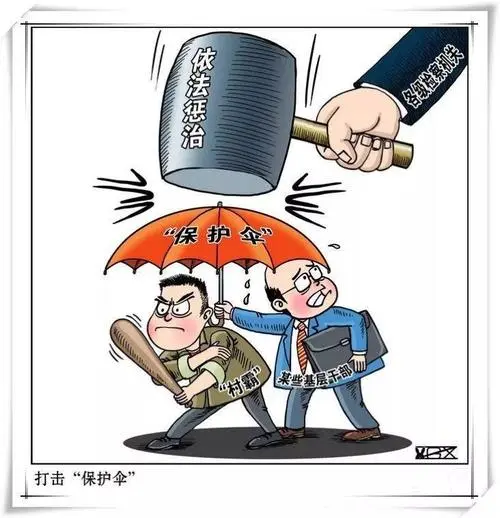 依法惩治
各级检察机关
“保护伞”
“村霸”
某些基层干部
打击“保护伞”